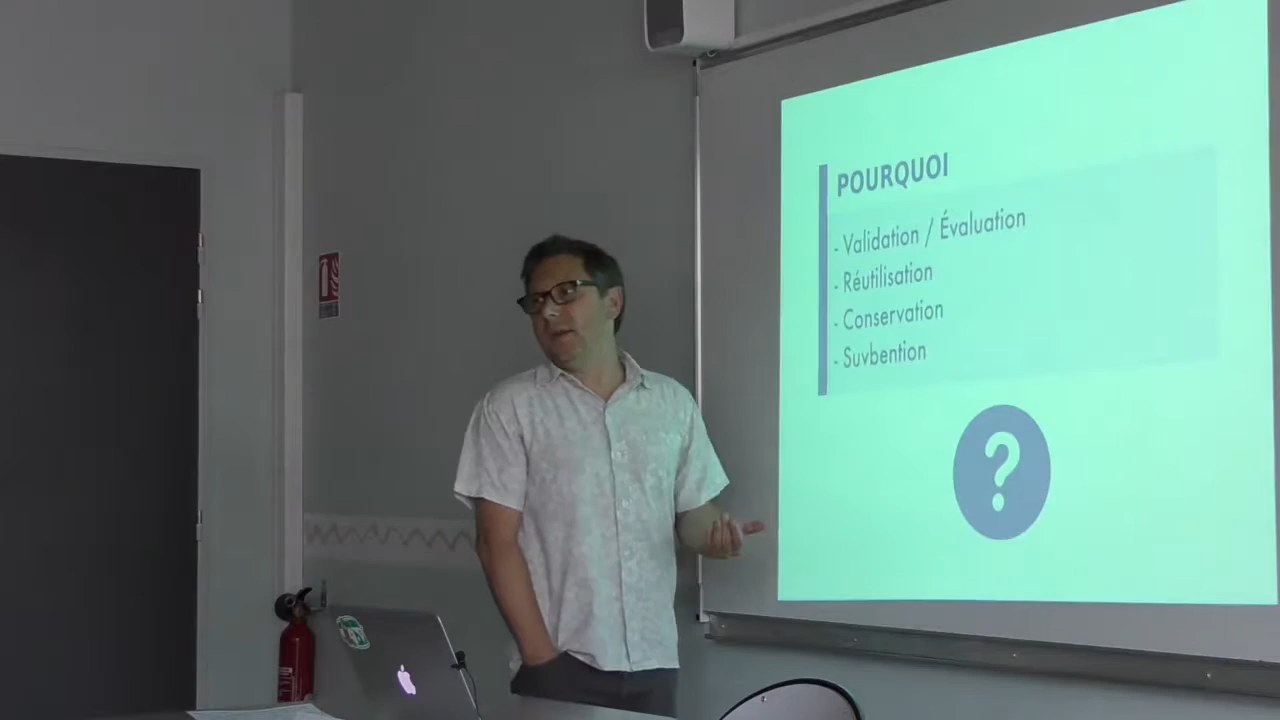 POURQUOI
- Validation / Évaluation
- Réutilisation
- Conservation
- Suvbention
?